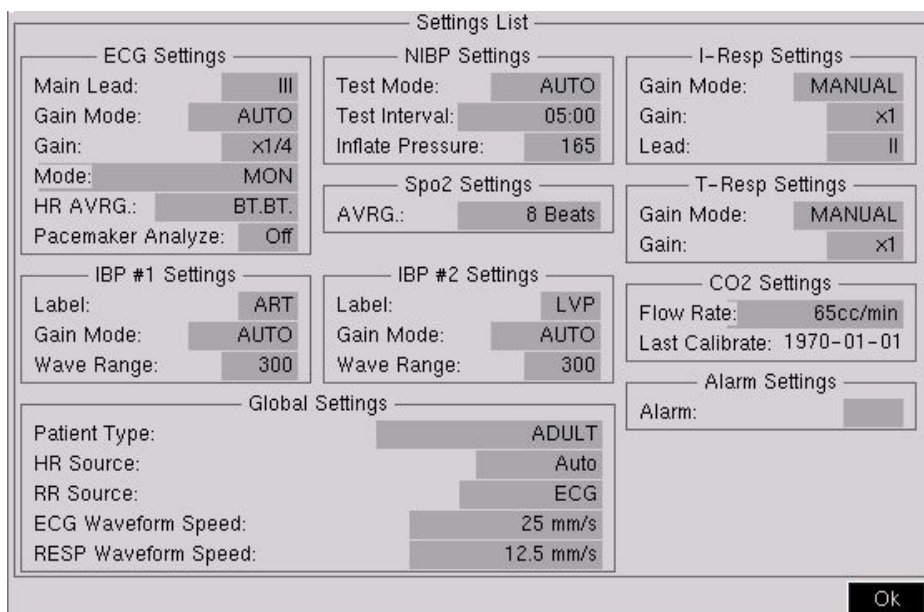 Settings List
ECG Settings
Main Lead: III
Gain Mode: AUTO
Gain: x1/4
Mode: MON
HR AVRG.: BT.BT.
Pacemaker Analyze: Off
NIBP Settings
Test Mode: AUTO
Test Interval: 05:00
Inflate Pressure: 165
Spo2 Settings
AVRG.: 8 Beats
I-Resp Settings
Gain Mode: MANUAL
Gain: x1
Lead: II
T-Resp Settings
Gain Mode: MANUAL
Gain: x1
IBP #1 Settings
Label: ART
Gain Mode: AUTO
Wave Range: 300
IBP #2 Settings
Label: LVP
Gain Mode: AUTO
Wave Range: 300
CO2 Settings
Flow Rate: 65cc/min
Last Calibrate: 1970-01-01
Alarm Settings
Alarm:
Global Settings
Patient Type: ADULT
HR Source: Auto
RR Source: ECG
ECG Waveform Speed: 25 mm/s
RESP Waveform Speed: 12.5 mm/s
Ok